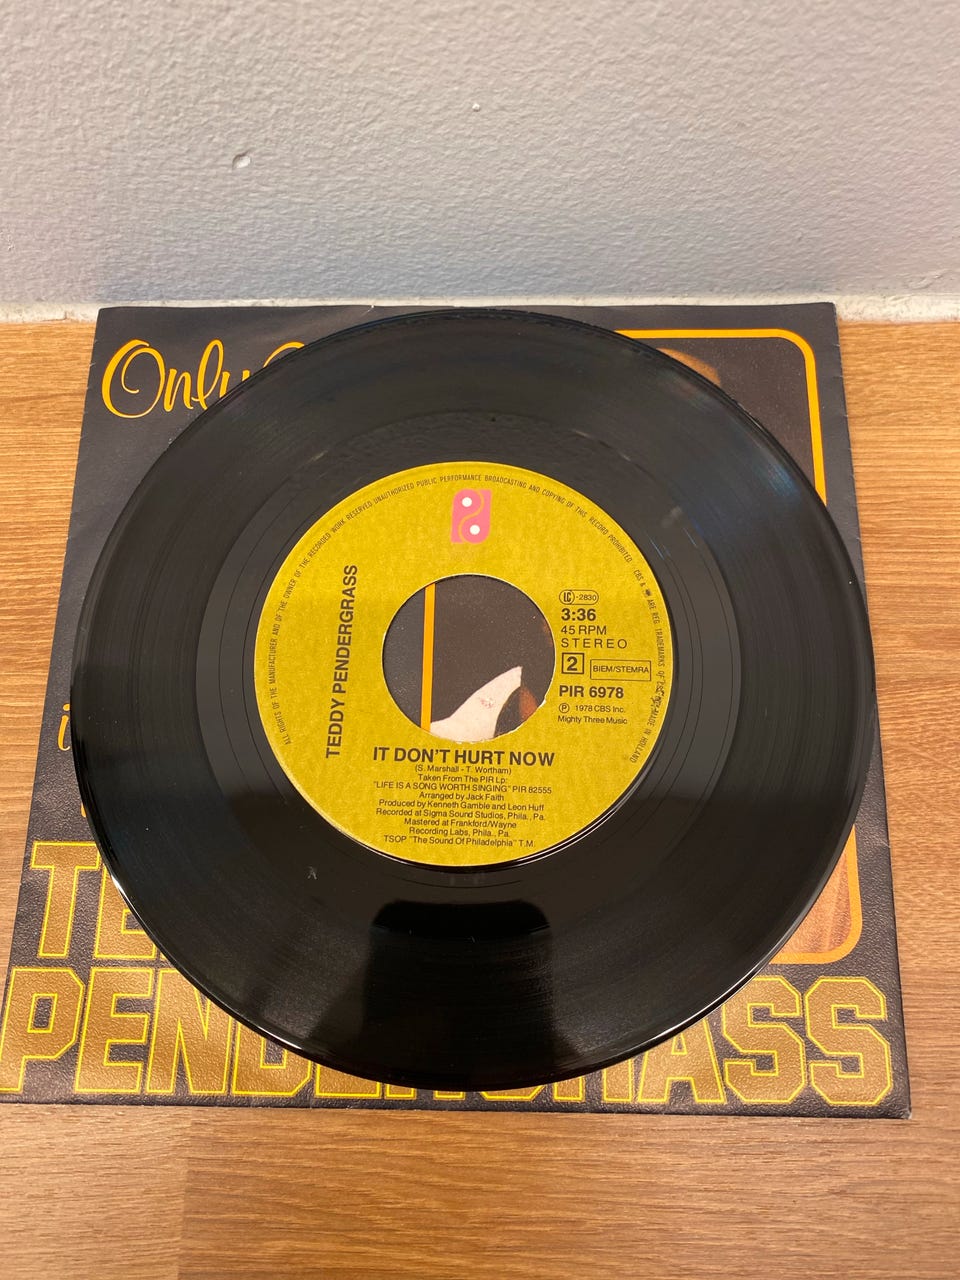 Only
ALL RIGHTS OF THE MANUFACTURER AND OF THE OWNER OF THE RECORDED WORK RESERVED UNAUTHORIZED PUBLIC PERFORMANCE BROADCASTING AND COPYING OF THIS RECORD PROHIBITED
ARE REG. TRADEMARKS OF
MADE IN HOLLAND
TEDDY PENDERGRASS
LC -2830
3:36
45 RPM
STEREO
2 BIEM/STEMRA
PIR 6978
Ⓟ 1978 CBS Inc.
Mighty Three Music
IT DON'T HURT NOW
(S. Marshall - T. Wortham)
Taken From The PIR Lp:
"LIFE IS A SONG WORTH SINGING" PIR 82555
Arranged by Jack Faith
Produced by Kenneth Gamble and Leon Huff
Recorded at Sigma Sound Studios, Phila., Pa.
Mastered at Frankford/Wayne
Recording Labs, Phila., Pa.
TSOP "The Sound Of Philadelphia" T.M.
i
TE
PENDERGRASS